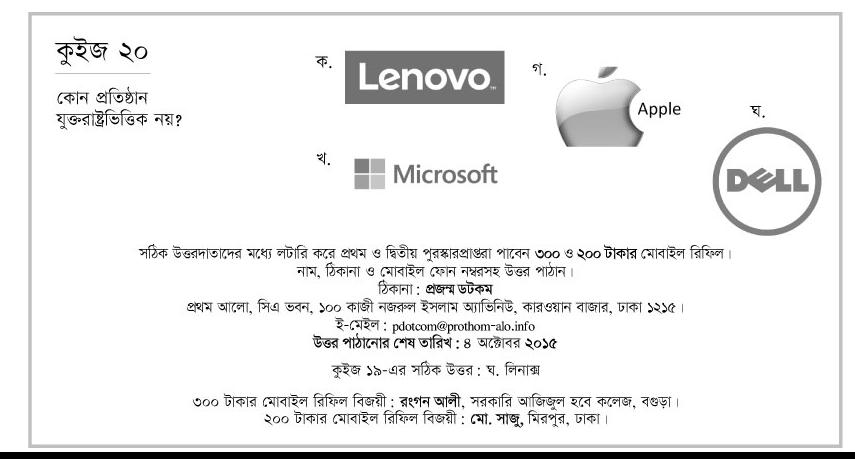 কুইজ ২০
কোন প্রতিষ্ঠান
যুক্তরাষ্ট্রভিত্তিক নয়?
ক. Lenovo™
খ. Microsoft
গ. Apple
ঘ. DELL
সঠিক উত্তরদাতাদের মধ্যে লটারি করে প্রথম ও দ্বিতীয় পুরস্কারপ্রাপ্তরা পাবেন ৩০০ ও ২০০ টাকার মোবাইল রিফিল।
নাম, ঠিকানা ও মোবাইল ফোন নম্বরসহ উত্তর পাঠান।
ঠিকানা : প্রজন্ম ডটকম
প্রথম আলো, সিএ ভবন, ১০০ কাজী নজরুল ইসলাম অ্যাভিনিউ, কারওয়ান বাজার, ঢাকা ১২১৫।
ই-মেইল : pdotcom@prothom-alo.info
উত্তর পাঠানোর শেষ তারিখ : ৪ অক্টোবর ২০১৫
কুইজ ১৯-এর সঠিক উত্তর : ঘ. লিনাক্স
৩০০ টাকার মোবাইল রিফিল বিজয়ী : রংগন আলী, সরকারি আজিজুল হবে কলেজ, বগুড়া।
২০০ টাকার মোবাইল রিফিল বিজয়ী : মো. সাজু, মিরপুর, ঢাকা।